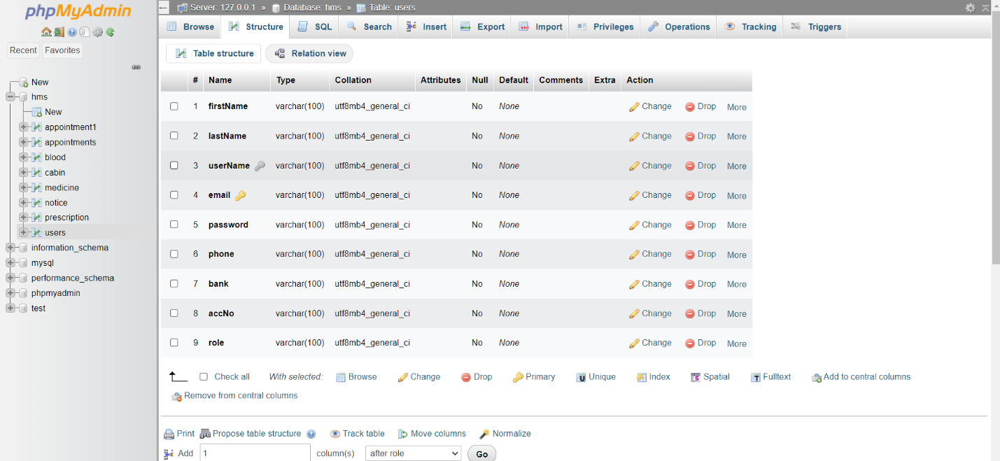 phpMyAdmin
Recent Favorites
New
hms
New
appointment1
appointments
blood
cabin
medicine
notice
prescription
users
information_schema
mysql
performance_schema
phpmyadmin
test
Server: 127.0.0.1 » Database: hms » Table: users
Browse Structure SQL Search Insert Export Import Privileges Operations Tracking Triggers
Table structure Relation view
# Name Type Collation Attributes Null Default Comments Extra Action
1 firstName varchar(100) utf8mb4_general_ci No None Change Drop More
2 lastName varchar(100) utf8mb4_general_ci No None Change Drop More
3 userName varchar(100) utf8mb4_general_ci No None Change Drop More
4 email varchar(100) utf8mb4_general_ci No None Change Drop More
5 password varchar(100) utf8mb4_general_ci No None Change Drop More
6 phone varchar(100) utf8mb4_general_ci No None Change Drop More
7 bank varchar(100) utf8mb4_general_ci No None Change Drop More
8 accNo varchar(100) utf8mb4_general_ci No None Change Drop More
9 role varchar(100) utf8mb4_general_ci No None Change Drop More
Check all With selected: Browse Change Drop Primary Unique Index Spatial Fulltext Add to central columns
Remove from central columns
Print Propose table structure Track table Move columns Normalize
Add 1 column(s) after role Go